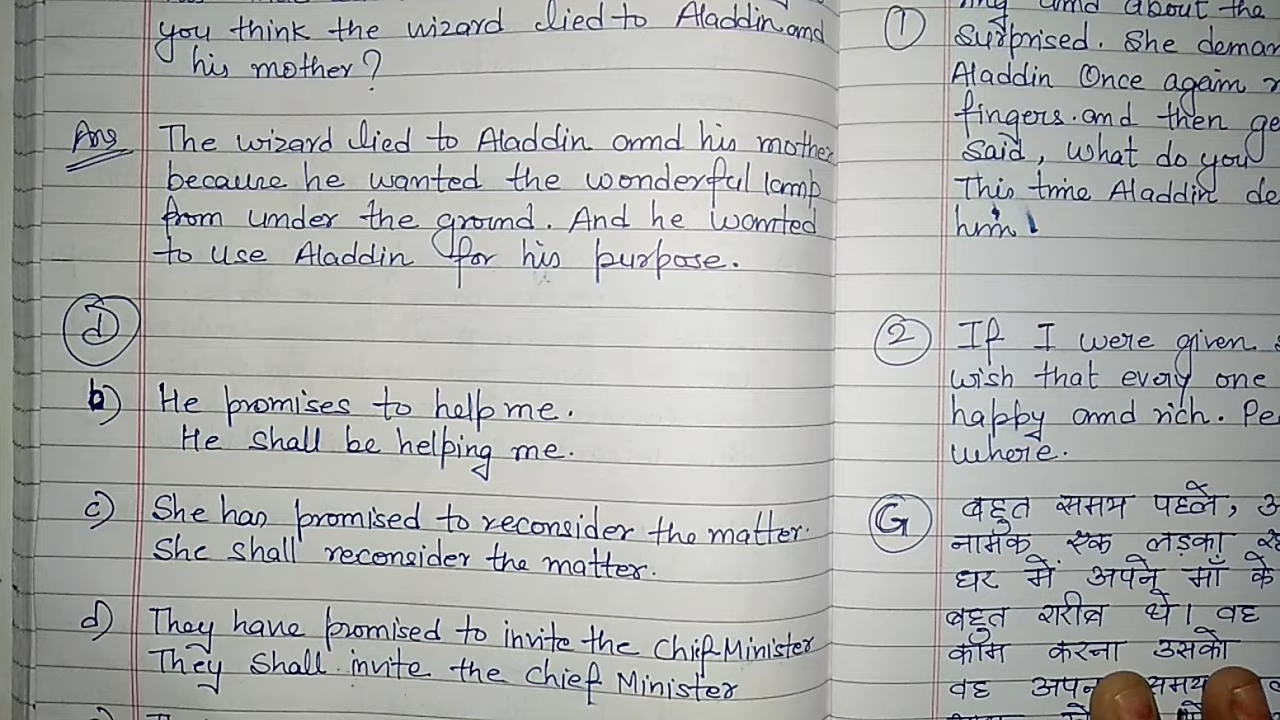 you think the wizard lied to Aladdin and
his mother?
Ans The wizard lied to Aladdin and his mother
because he wanted the wonderful lamp
from under the ground. And he wanted
to use Aladdin for his purpose.
d
b) He promises to help me.
He shall be helping me.
c) She has promised to reconsider the matter.
She shall reconsider the matter.
d) They have promised to invite the Chief Minister
They shall invite the Chief Minister
and about the
1 surprised. She
Aladdin Once again
fingers. and then
said, what do you
This time Aladdin
him
2 If I were given
wish that every one
happy and rich.
where.
G बहुत समय पहले,
नामक एक लड़का
घर में अपने माँ के
बहुत गरीब थे। वह
काम करना उसको
वह समय